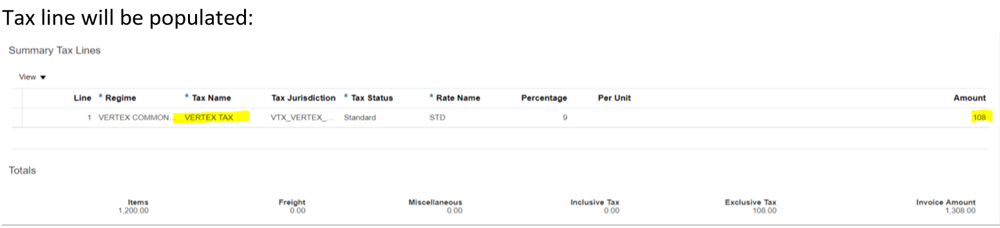 Tax line will be populated:
Summary Tax Lines
View
Line * Regime * Tax Name Tax Jurisdiction * Tax Status * Rate Name Percentage Per Unit Amount
1 VERTEX COMMON... VERTEX TAX VTX_VERTEX_... Standard STD 9 108
Totals
Items Freight Miscellaneous Inclusive Tax Exclusive Tax Invoice Amount
1,200.00 0.00 0.00 0.00 108.00 1,308.00